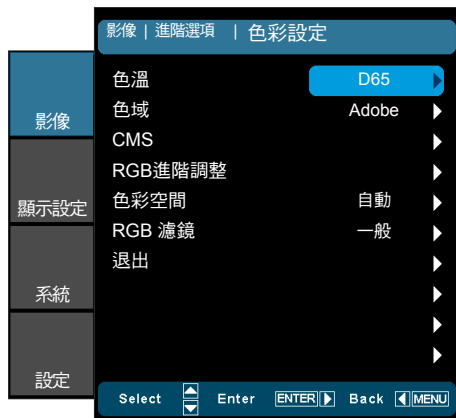 影像 | 進階選項 | 色彩設定
影像
顯示設定
系統
設定
色溫 D65
色域 Adobe
CMS
RGB進階調整
色彩空間 自動
RGB 濾鏡 一般
退出
Select Enter ENTER Back MENU